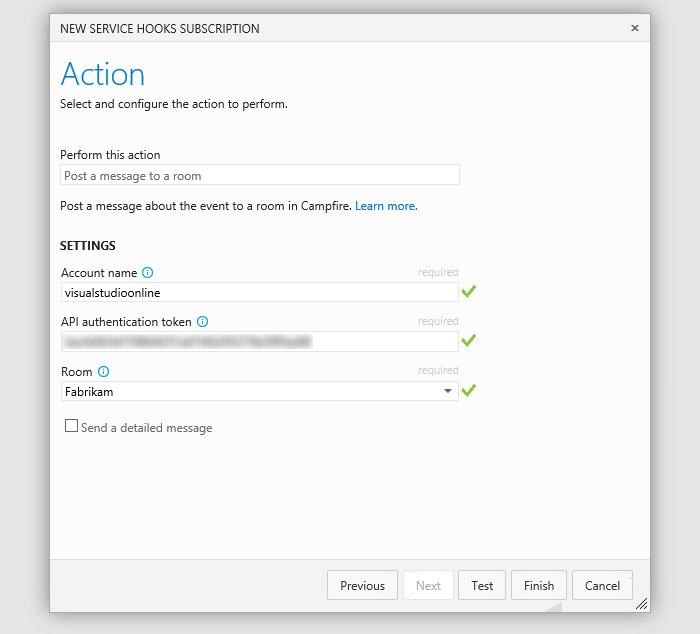 NEW SERVICE HOOKS SUBSCRIPTION
Action
Select and configure the action to perform.
Perform this action
Post a message to a room
Post a message about the event to a room in Campfire. Learn more.
SETTINGS
Account name required
visualstudioonline
API authentication token required
Room required
Fabrikam
Send a detailed message
Previous Next Test Finish Cancel